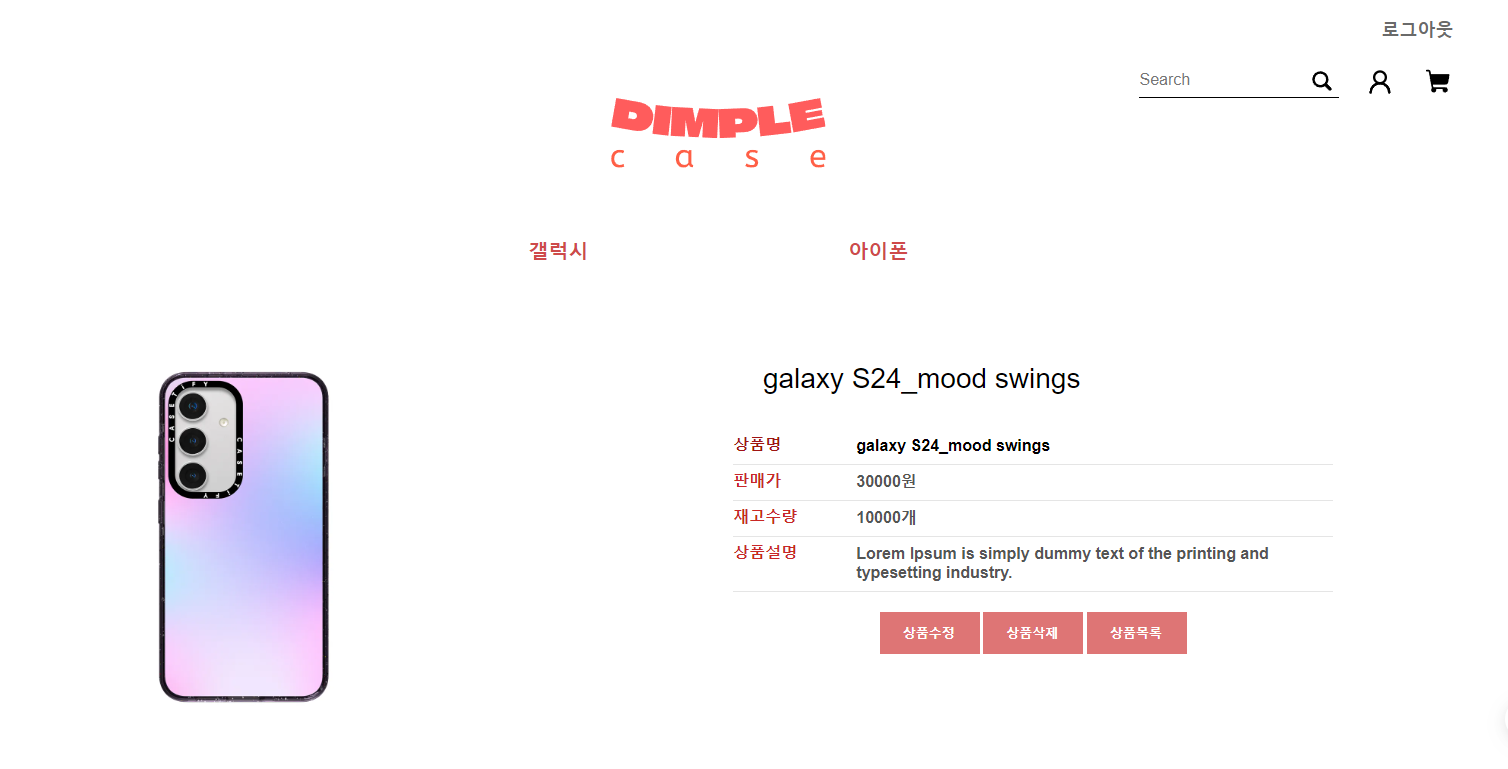 로그아웃
Search
DIMPLE
case
갤럭시
아이폰
CASETIFY
CASETIFY
galaxy S24_mood swings
상품명 galaxy S24_mood swings
판매가 30000원
재고수량 10000개
상품설명 Lorem Ipsum is simply dummy text of the printing and
typesetting industry.
상품수정 상품삭제 상품목록